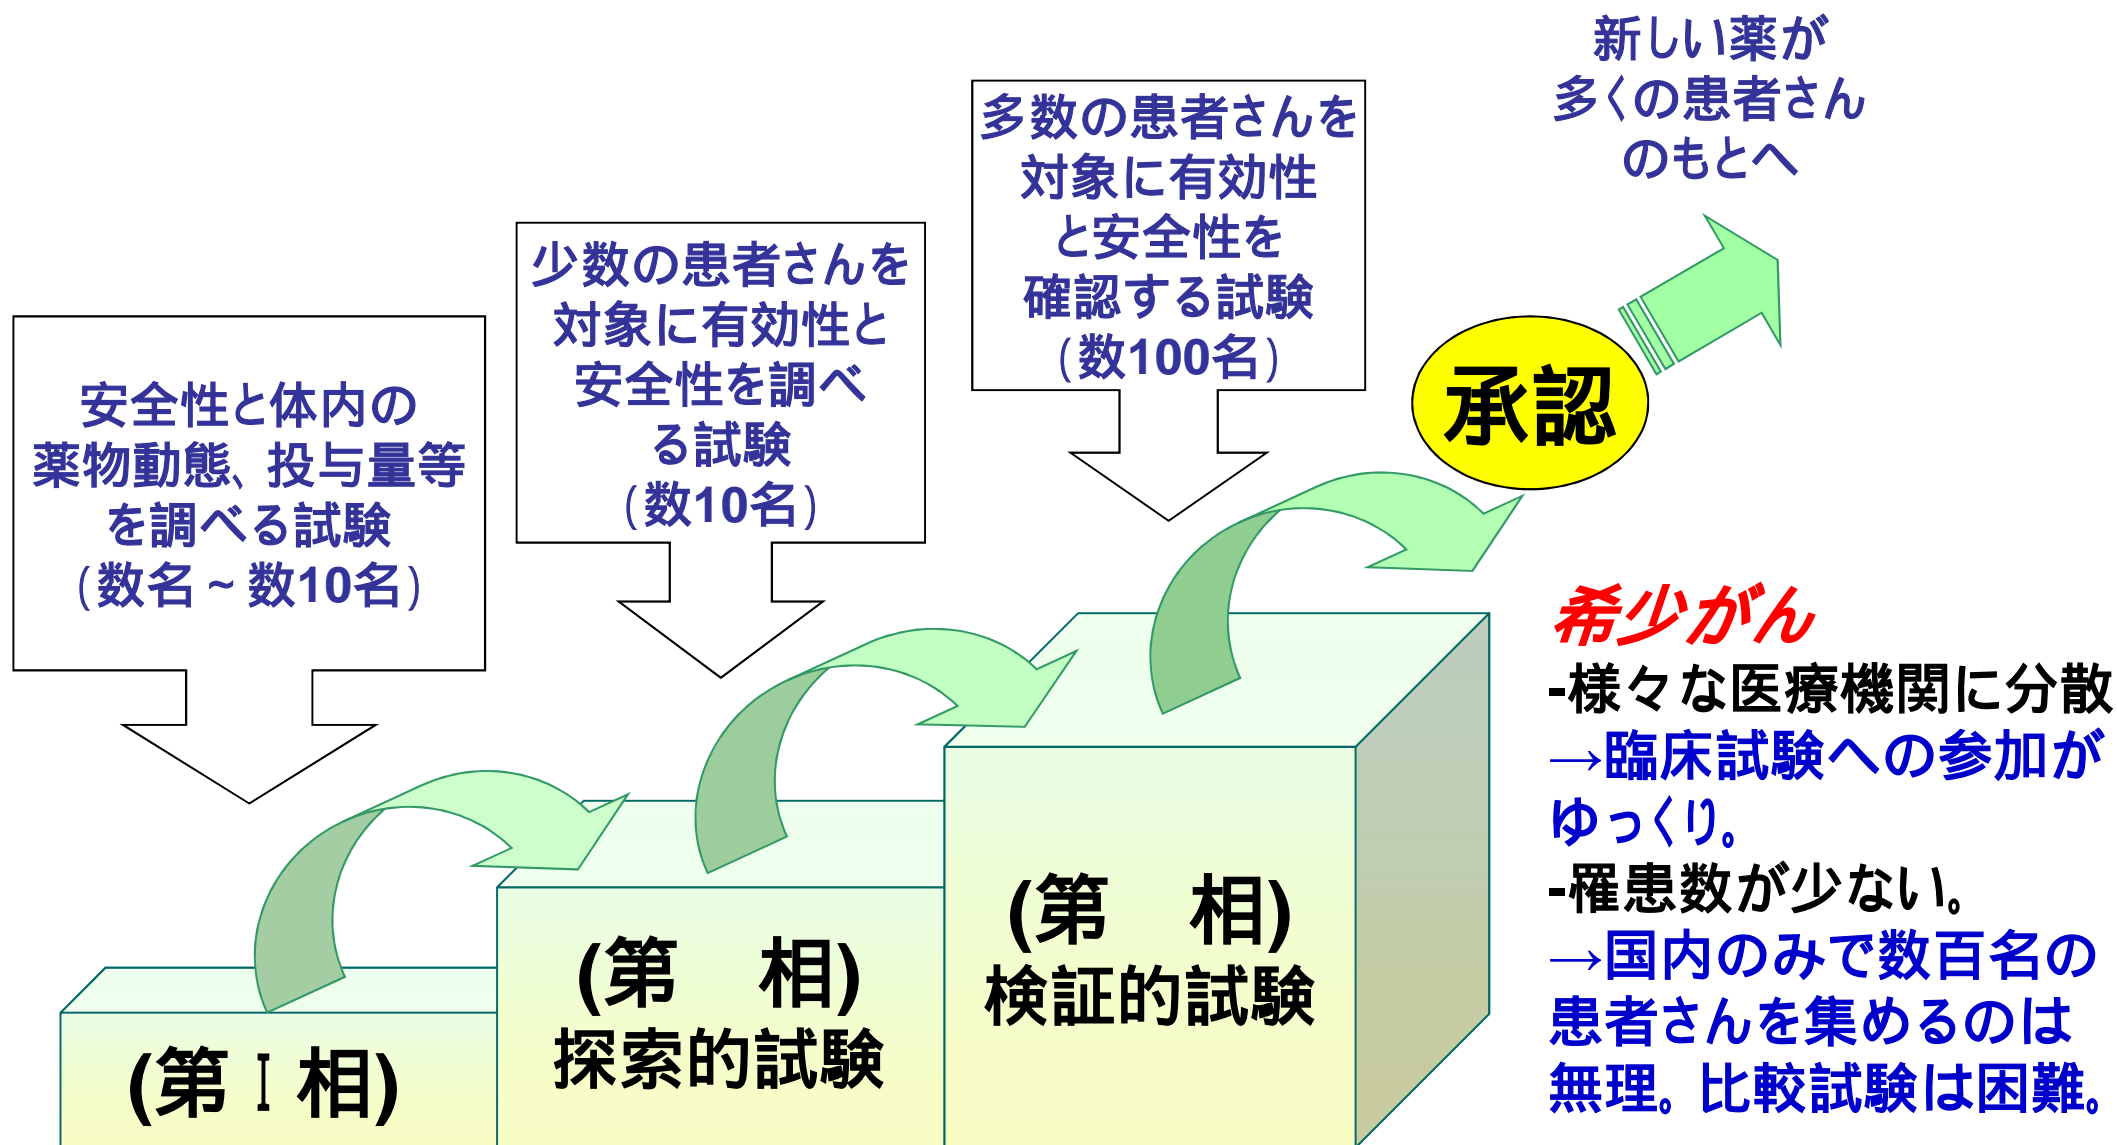 新しい薬が
多くの患者さん
のもとへ
多数の患者さんを
対象に有効性
と安全性を
確認する試験
（数100名）
少数の患者さんを
対象に有効性と
安全性を調べ
る試験
（数10名）
安全性と体内の
薬物動態、投与量等
を調べる試験
（数名～数10名）
承認
(第Ⅰ相)
(第　相)
探索的試験
(第　相)
検証的試験
希少がん
-様々な医療機関に分散
→臨床試験への参加が
ゆっくり。
-罹患数が少ない。
→国内のみで数百名の
患者さんを集めるのは
無理。比較試験は困難。